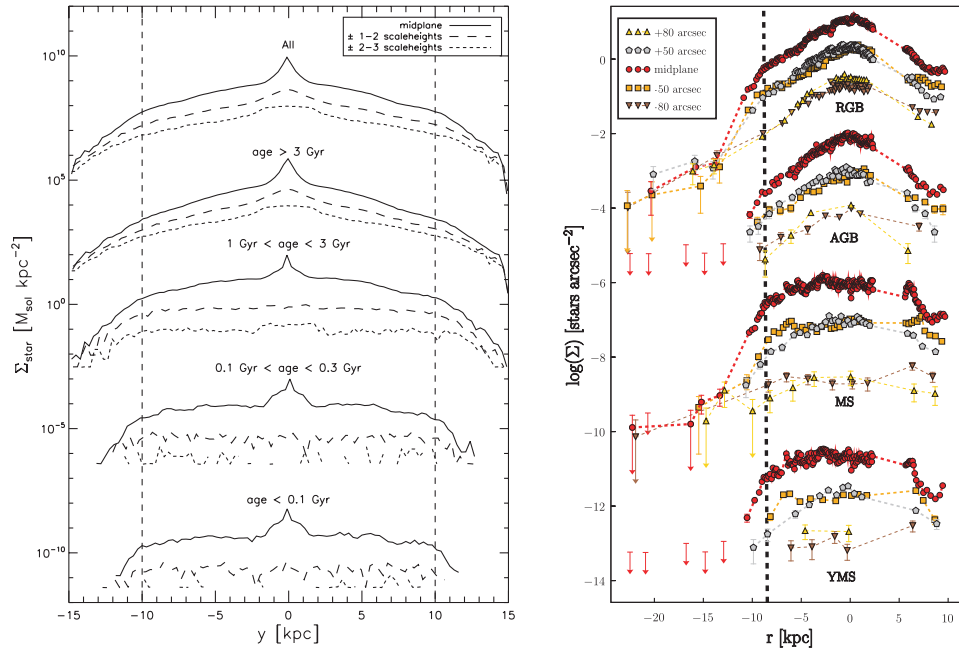 midplane
± 1-2 scaleheights
± 2-3 scaleheights
All
age > 3 Gyr
1 Gyr < age < 3 Gyr
0.1 Gyr < age < 0.3 Gyr
age < 0.1 Gyr
10^10
10^5
10^0
10^-5
10^-10
Σ_star [M_sol kpc^-2]
-15 -10 -5 0 5 10 15
y [kpc]
+80 arcsec
+50 arcsec
midplane
-50 arcsec
-80 arcsec
RGB
AGB
MS
YMS
0
−2
−4
−6
−8
−10
−12
−14
log(Σ) [stars arcsec^−2]
−20 −15 −10 −5 0 5 10
r [kpc]